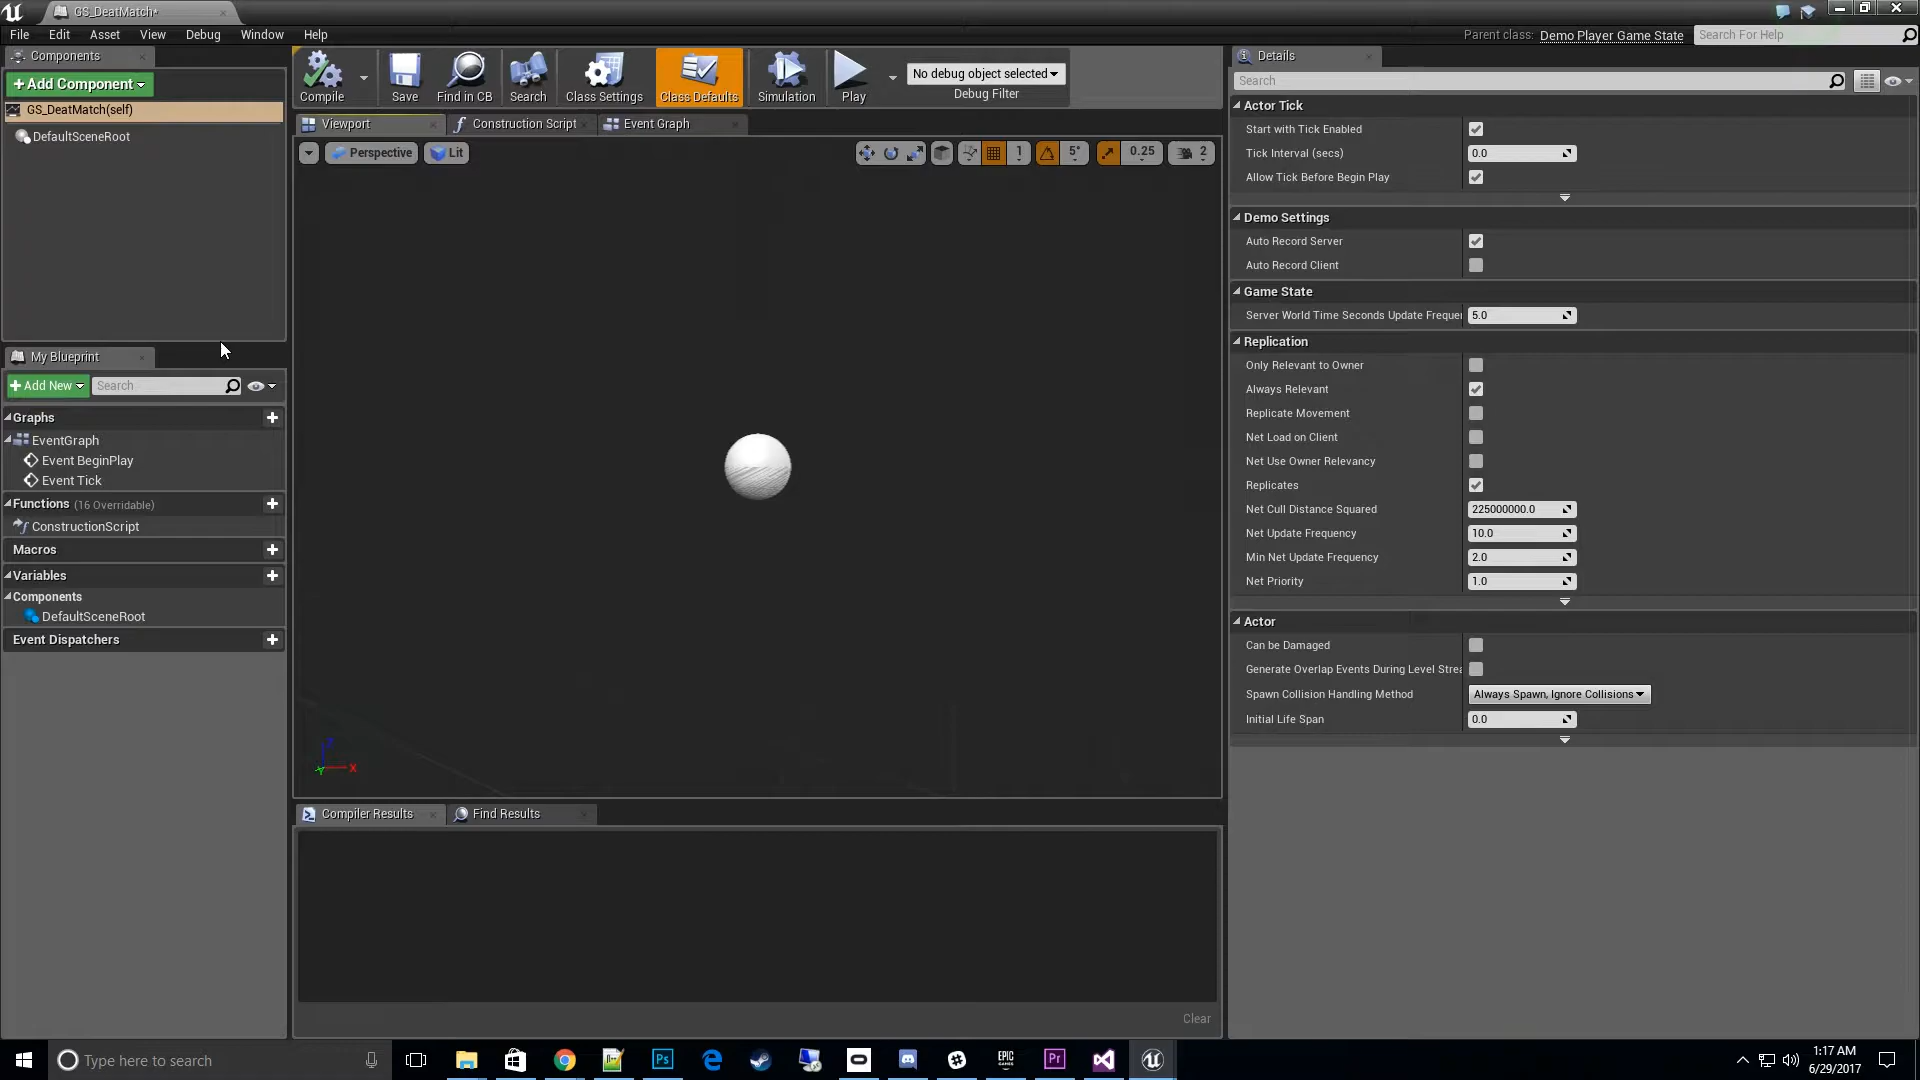 GS_DeatMatch*
File Edit Asset View Debug Window Help
Parent class: Demo Player Game State
Search For Help
Components
+Add Component
GS_DeatMatch(self)
DefaultSceneRoot
Compile
Save
Find in CB
Search
Class Settings
Class Defaults
Simulation
Play
No debug object selected
Debug Filter
Viewport
Construction Script
Event Graph
Perspective
Lit
1
5°
0.25
2
Z
Y
X
My Blueprint
+Add New
Search
Graphs
EventGraph
Event BeginPlay
Event Tick
Functions (16 Overridable)
ConstructionScript
Macros
Variables
Components
DefaultSceneRoot
Event Dispatchers
Compiler Results
Find Results
Clear
Details
Search
Actor Tick
Start with Tick Enabled
Tick Interval (secs) 0.0
Allow Tick Before Begin Play
Demo Settings
Auto Record Server
Auto Record Client
Game State
Server World Time Seconds Update Frequer 5.0
Replication
Only Relevant to Owner
Always Relevant
Replicate Movement
Net Load on Client
Net Use Owner Relevancy
Replicates
Net Cull Distance Squared 225000000.0
Net Update Frequency 10.0
Min Net Update Frequency 2.0
Net Priority 1.0
Actor
Can be Damaged
Generate Overlap Events During Level Strea
Spawn Collision Handling Method Always Spawn, Ignore Collisions
Initial Life Span 0.0
Type here to search
Ps
EPIC
GAMES
Pr
1:17 AM
6/29/2017